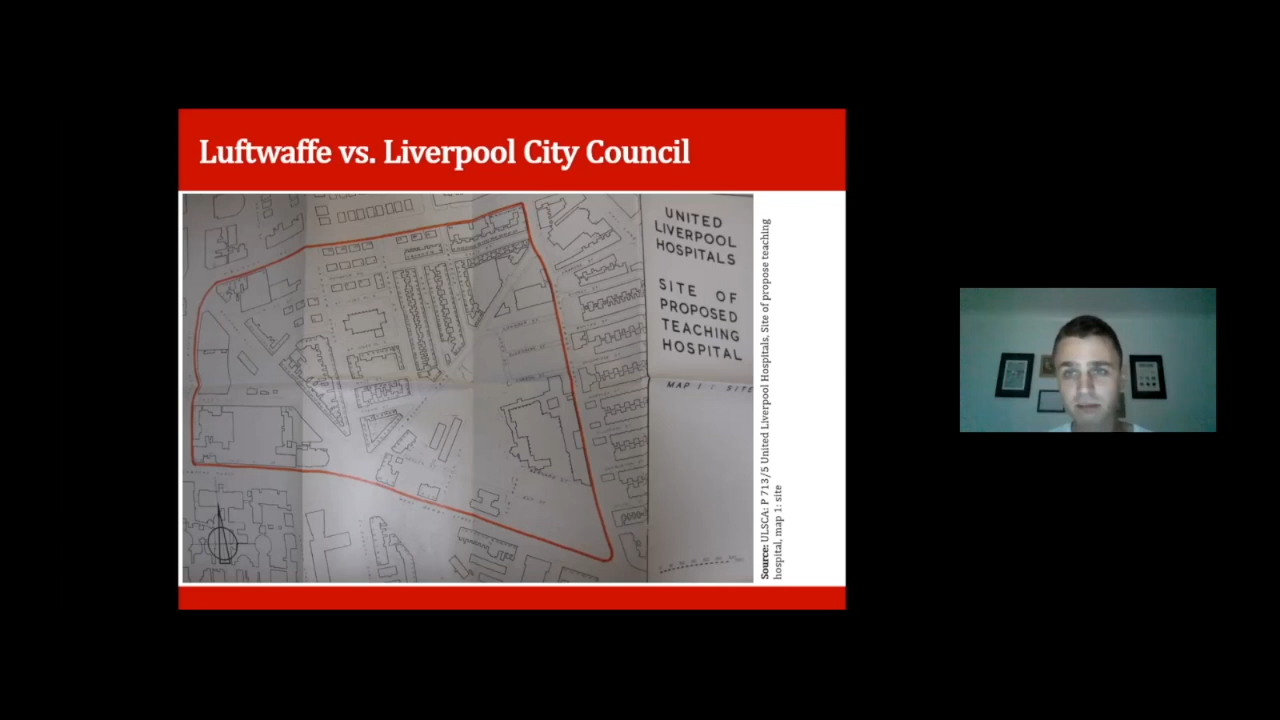 Luftwaffe vs. Liverpool City Council
UNITED
LIVERPOOL
HOSPITALS
SITE OF
PROPOSED
TEACHING
HOSPITAL
MAP 1 : SITE
Source: ULSCA: P 713/5 United Liverpool Hospitals, Site of propose teaching
hospital, map 1: site